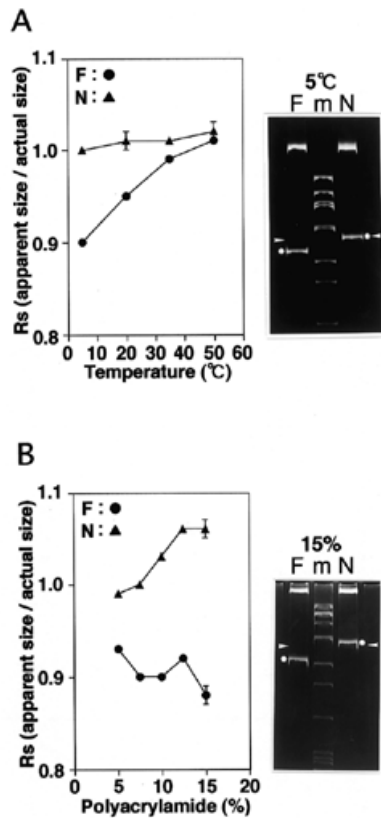 A
1.1
F : ●
N : ▲
1.0
0.9
0.8
0 10 20 30 40 50 60
Temperature (℃)
Rs (apparent size / actual size)
5℃
F m N
B
1.1
F : ●
N : ▲
1.0
0.9
0.8
0 5 10 15 20
Polyacrylamide (%)
Rs (apparent size / actual size)
15%
F m N